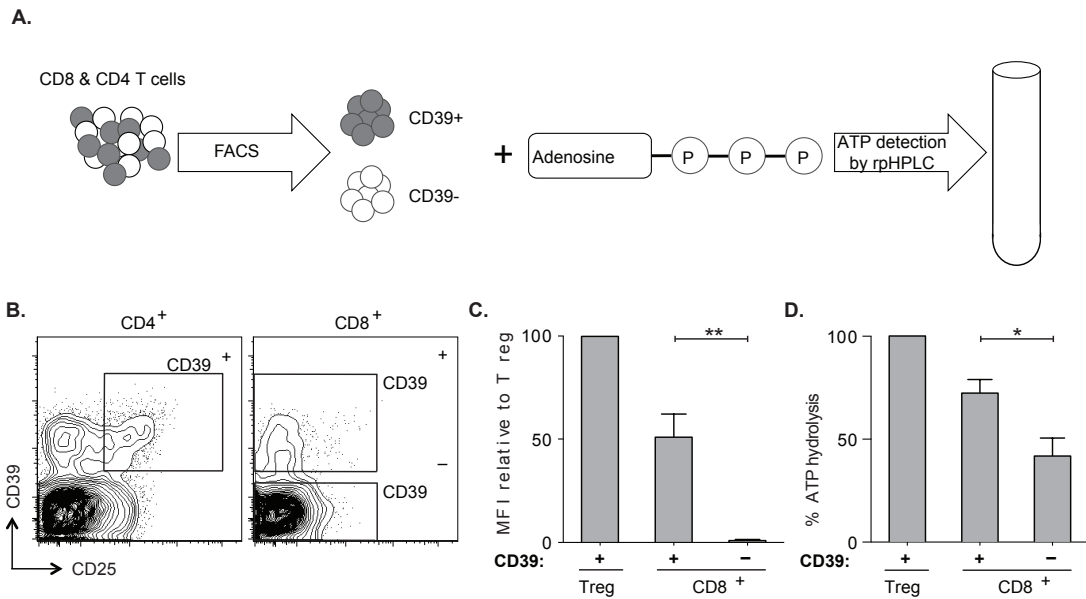 A.
CD8 & CD4 T cells
FACS
CD39+
CD39-
+
Adenosine
P P P
ATP detection
by rpHPLC
B.
CD4+
CD8+
CD39+
CD39+
CD39−
CD39
CD25
C.
MFI relative to T reg
100
50
0
**
CD39: + + −
Treg CD8+
D.
% ATP hydrolysis
100
50
0
*
CD39: + + −
Treg CD8+